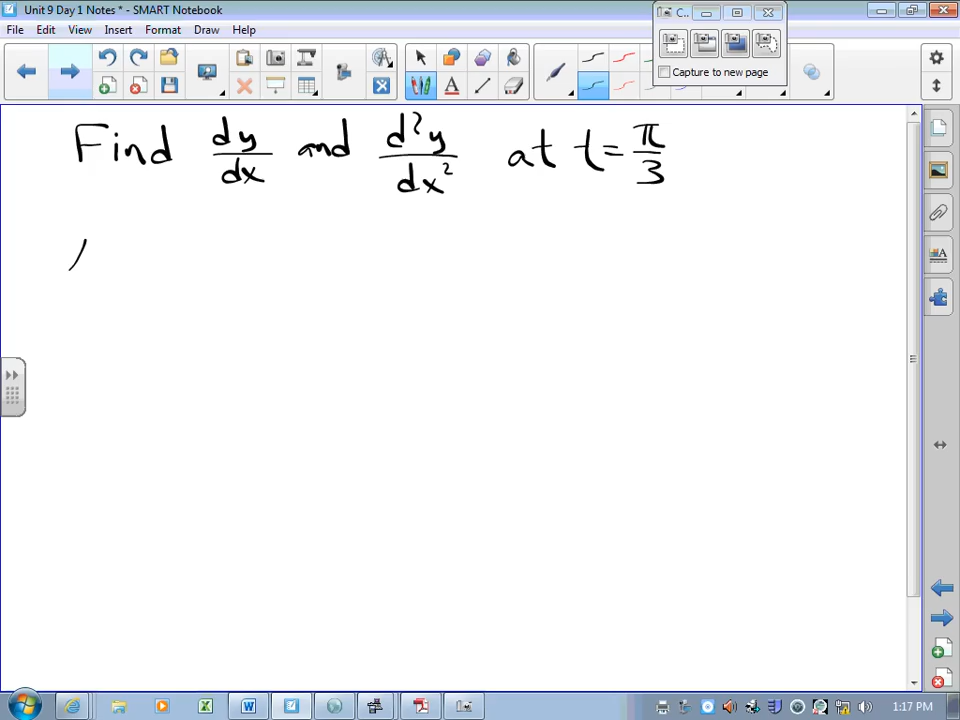 Unit 9 Day 1 Notes * - SMART Notebook
C..
File Edit View Insert Format Draw Help
Capture to new page
Find dy/dx and d²y/dx² at t=π/3
1:17 PM